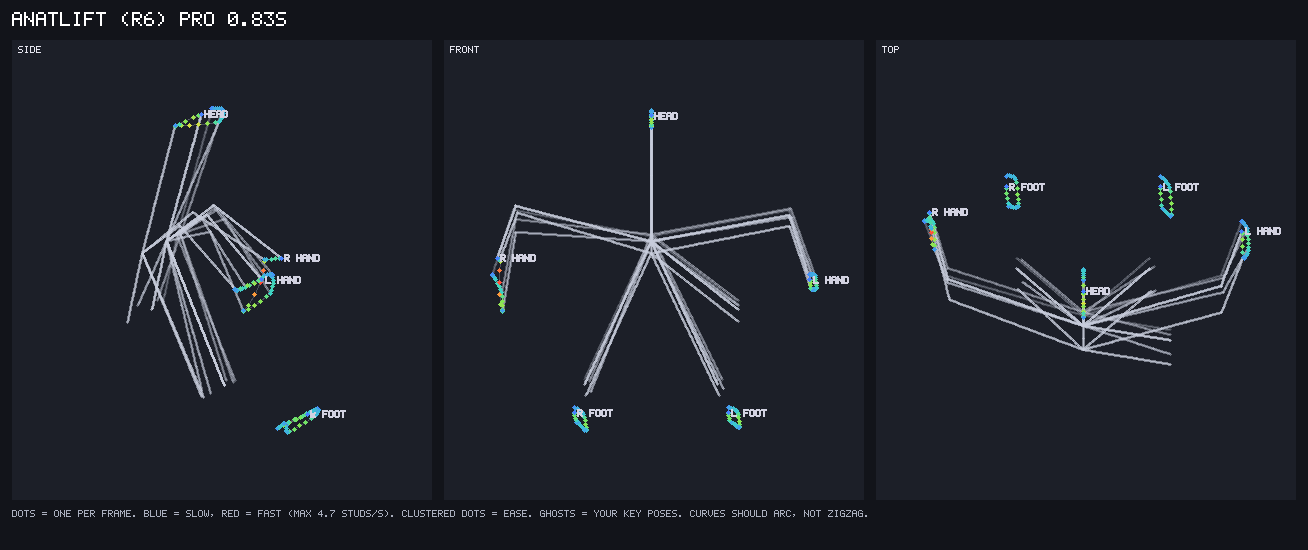 ANATLIFT (R6) PRO 0.83S
SIDE
FRONT
TOP
HEAD
R HAND
L HAND
FOOT
HEAD
R HAND
L HAND
R FOOT
L FOOT
R FOOT
L FOOT
R HAND
L HAND
HEAD
DOTS = ONE PER FRAME. BLUE = SLOW, RED = FAST (MAX 4.7 STUDS/S). CLUSTERED DOTS = EASE. GHOSTS = YOUR KEY POSES. CURVES SHOULD ARC, NOT ZIGZAG.